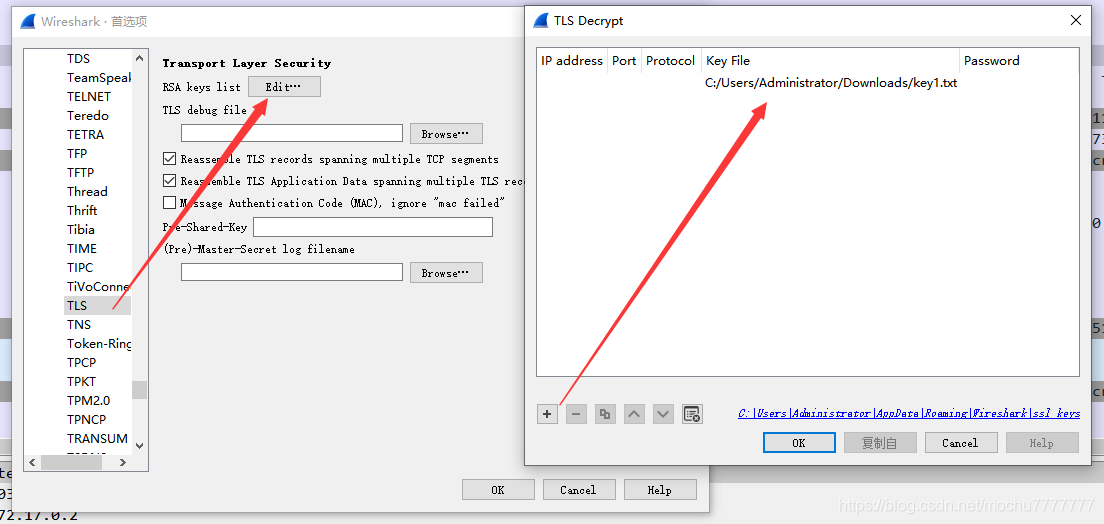 Wireshark · 首选项
TDS
TeamSpeak
TELNET
Teredo
TETRA
TFP
TFTP
Thread
Thrift
Tibia
TIME
TIPC
TiVoConne
TLS
TNS
Token-Ring
TPCP
TPKT
TPM2.0
TPNCP
TRANSUM
Transport Layer Security
RSA keys list
Edit…
TLS debug file
Browse…
Reassemble TLS records spanning multiple TCP segments
Reassemble TLS Application Data spanning multiple TLS reco
Message Authentication Code (MAC), ignore "mac failed"
Pre-Shared-Key
(Pre)-Master-Secret log filename
Browse…
OK Cancel Help
TLS Decrypt
IP address Port Protocol Key File Password
C:/Users/Administrator/Downloads/key1.txt
C:\Users\Administrator\AppData\Roaming\Wireshark\ssl_keys
OK 复制自 Cancel Help
72.17.0.2
https://blog.csdn.net/mochu7777777